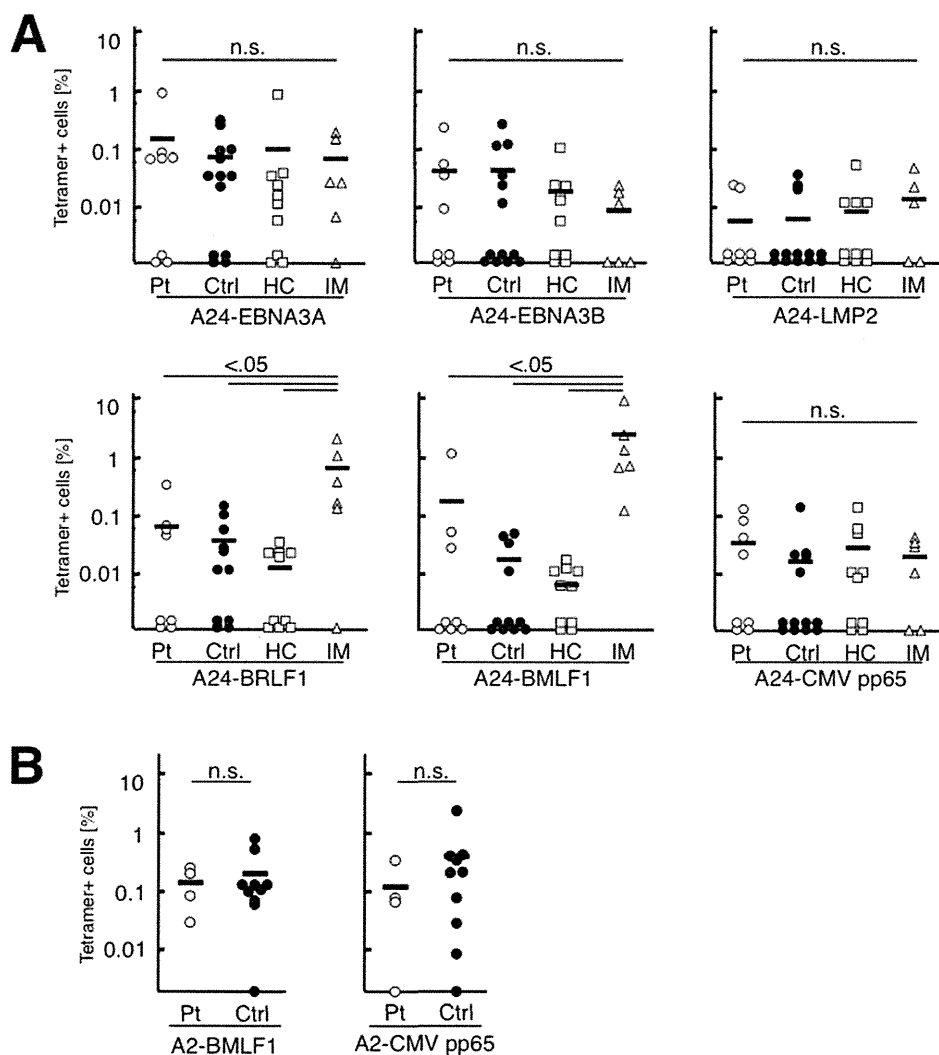 A
n.s. n.s. n.s.
Tetramer+ cells [%]
10
1
0.1
0.01
Pt Ctrl HC IM
A24-EBNA3A
Pt Ctrl HC IM
A24-EBNA3B
Pt Ctrl HC IM
A24-LMP2
<.05 <.05 n.s.
Tetramer+ cells [%]
10
1
0.1
0.01
Pt Ctrl HC IM
A24-BRLF1
Pt Ctrl HC IM
A24-BMLF1
Pt Ctrl HC IM
A24-CMV pp65
B
n.s. n.s.
Tetramer+ cells [%]
10
1
0.1
0.01
Pt Ctrl
A2-BMLF1
Pt Ctrl
A2-CMV pp65